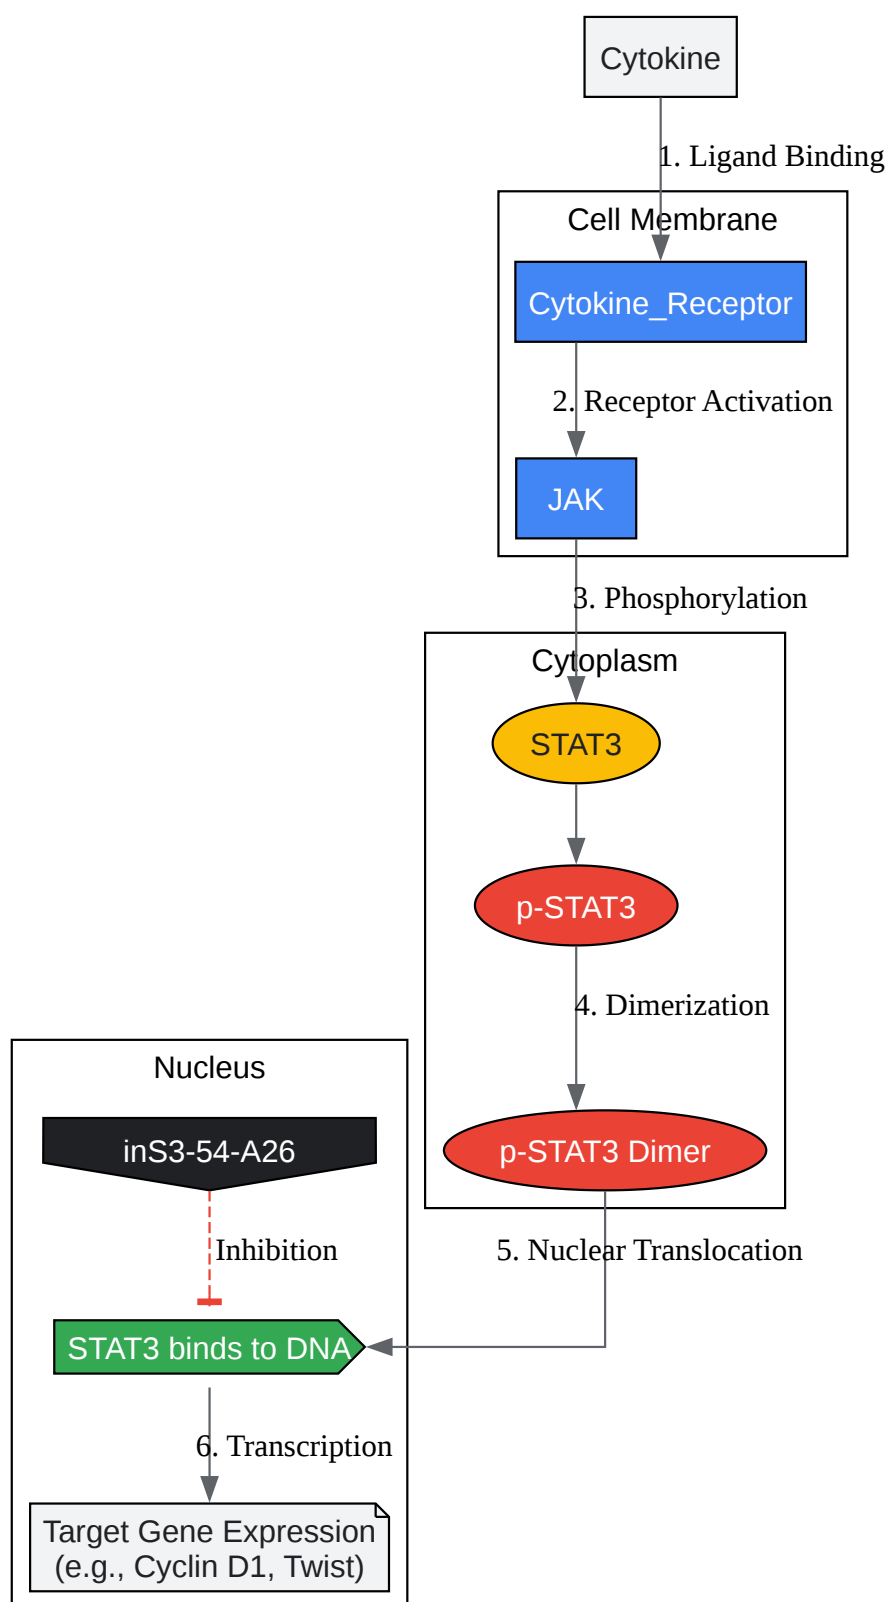 Cytokine
1. Ligand Binding
Cell Membrane
Cytokine_Receptor
2. Receptor Activation
JAK
3. Phosphorylation
Cytoplasm
STAT3
p-STAT3
4. Dimerization
Nucleus
inS3-54-A26
p-STAT3 Dimer
Inhibition
5. Nuclear Translocation
STAT3 binds to DNA
6. Transcription
Target Gene Expression
(e.g., Cyclin D1, Twist)